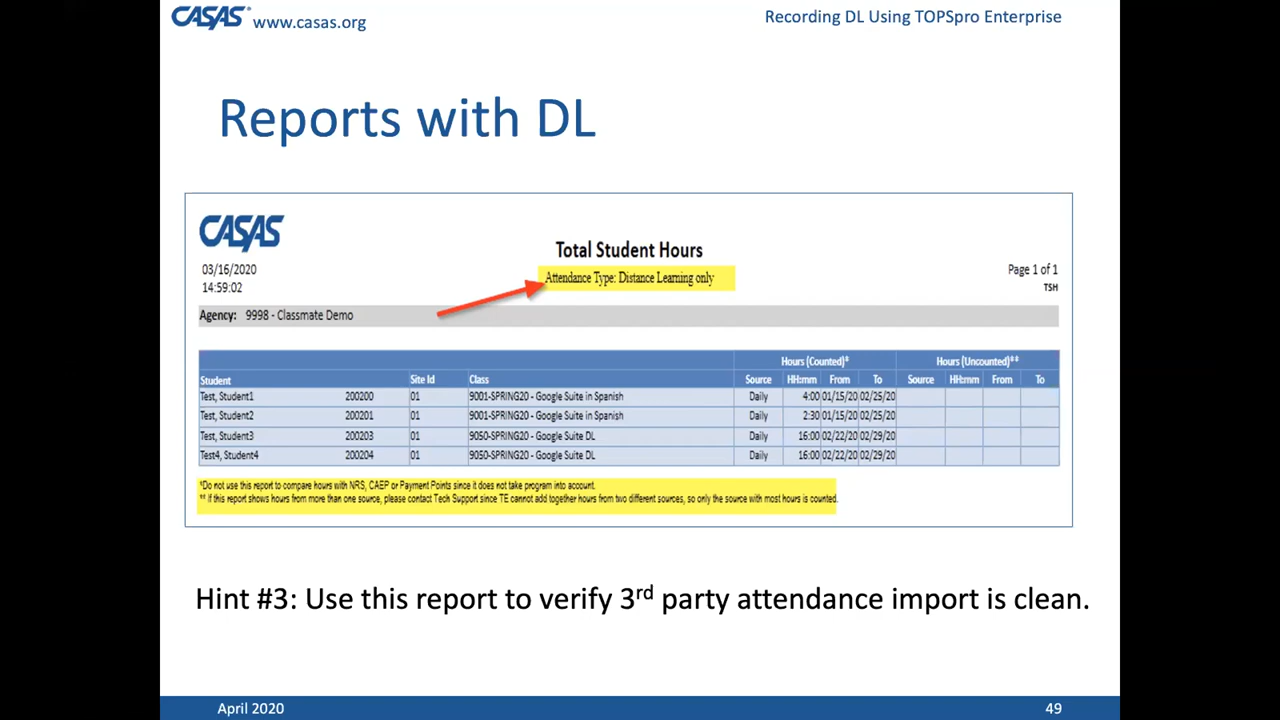 CASAS® www.casas.org
Recording DL Using TOPSpro Enterprise
Reports with DL
CASAS
Total Student Hours
03/16/2020
Attendance Type: Distance Learning only
Page 1 of 1
14:59:02
TSH
Agency: 9998 - Classmate Demo
Hours (Counted)* Hours (Uncounted)**
Student Site Id Class Source HH:mm From To Source HH:mm From To
Test, Student1 200200 01 9001-SPRING20 - Google Suite in Spanish Daily 4:00 01/15/20 02/25/20
Test, Student2 200201 01 9001-SPRING20 - Google Suite in Spanish Daily 2:30 01/15/20 02/25/20
Test, Student3 200203 01 9050-SPRING20 - Google Suite DL Daily 16:00 02/22/20 02/29/20
Test4, Student4 200204 01 9050-SPRING20 - Google Suite DL Daily 16:00 02/22/20 02/29/20
*Do not use this report to compare hours with NRS, CAEP or Payment Points since it does not take program into account.
** If this report shows hours from more than one source, please contact Tech Support since TE cannot add together hours from two different sources, so only the source with most hours is counted.
Hint #3: Use this report to verify 3rd party attendance import is clean.
April 2020
49